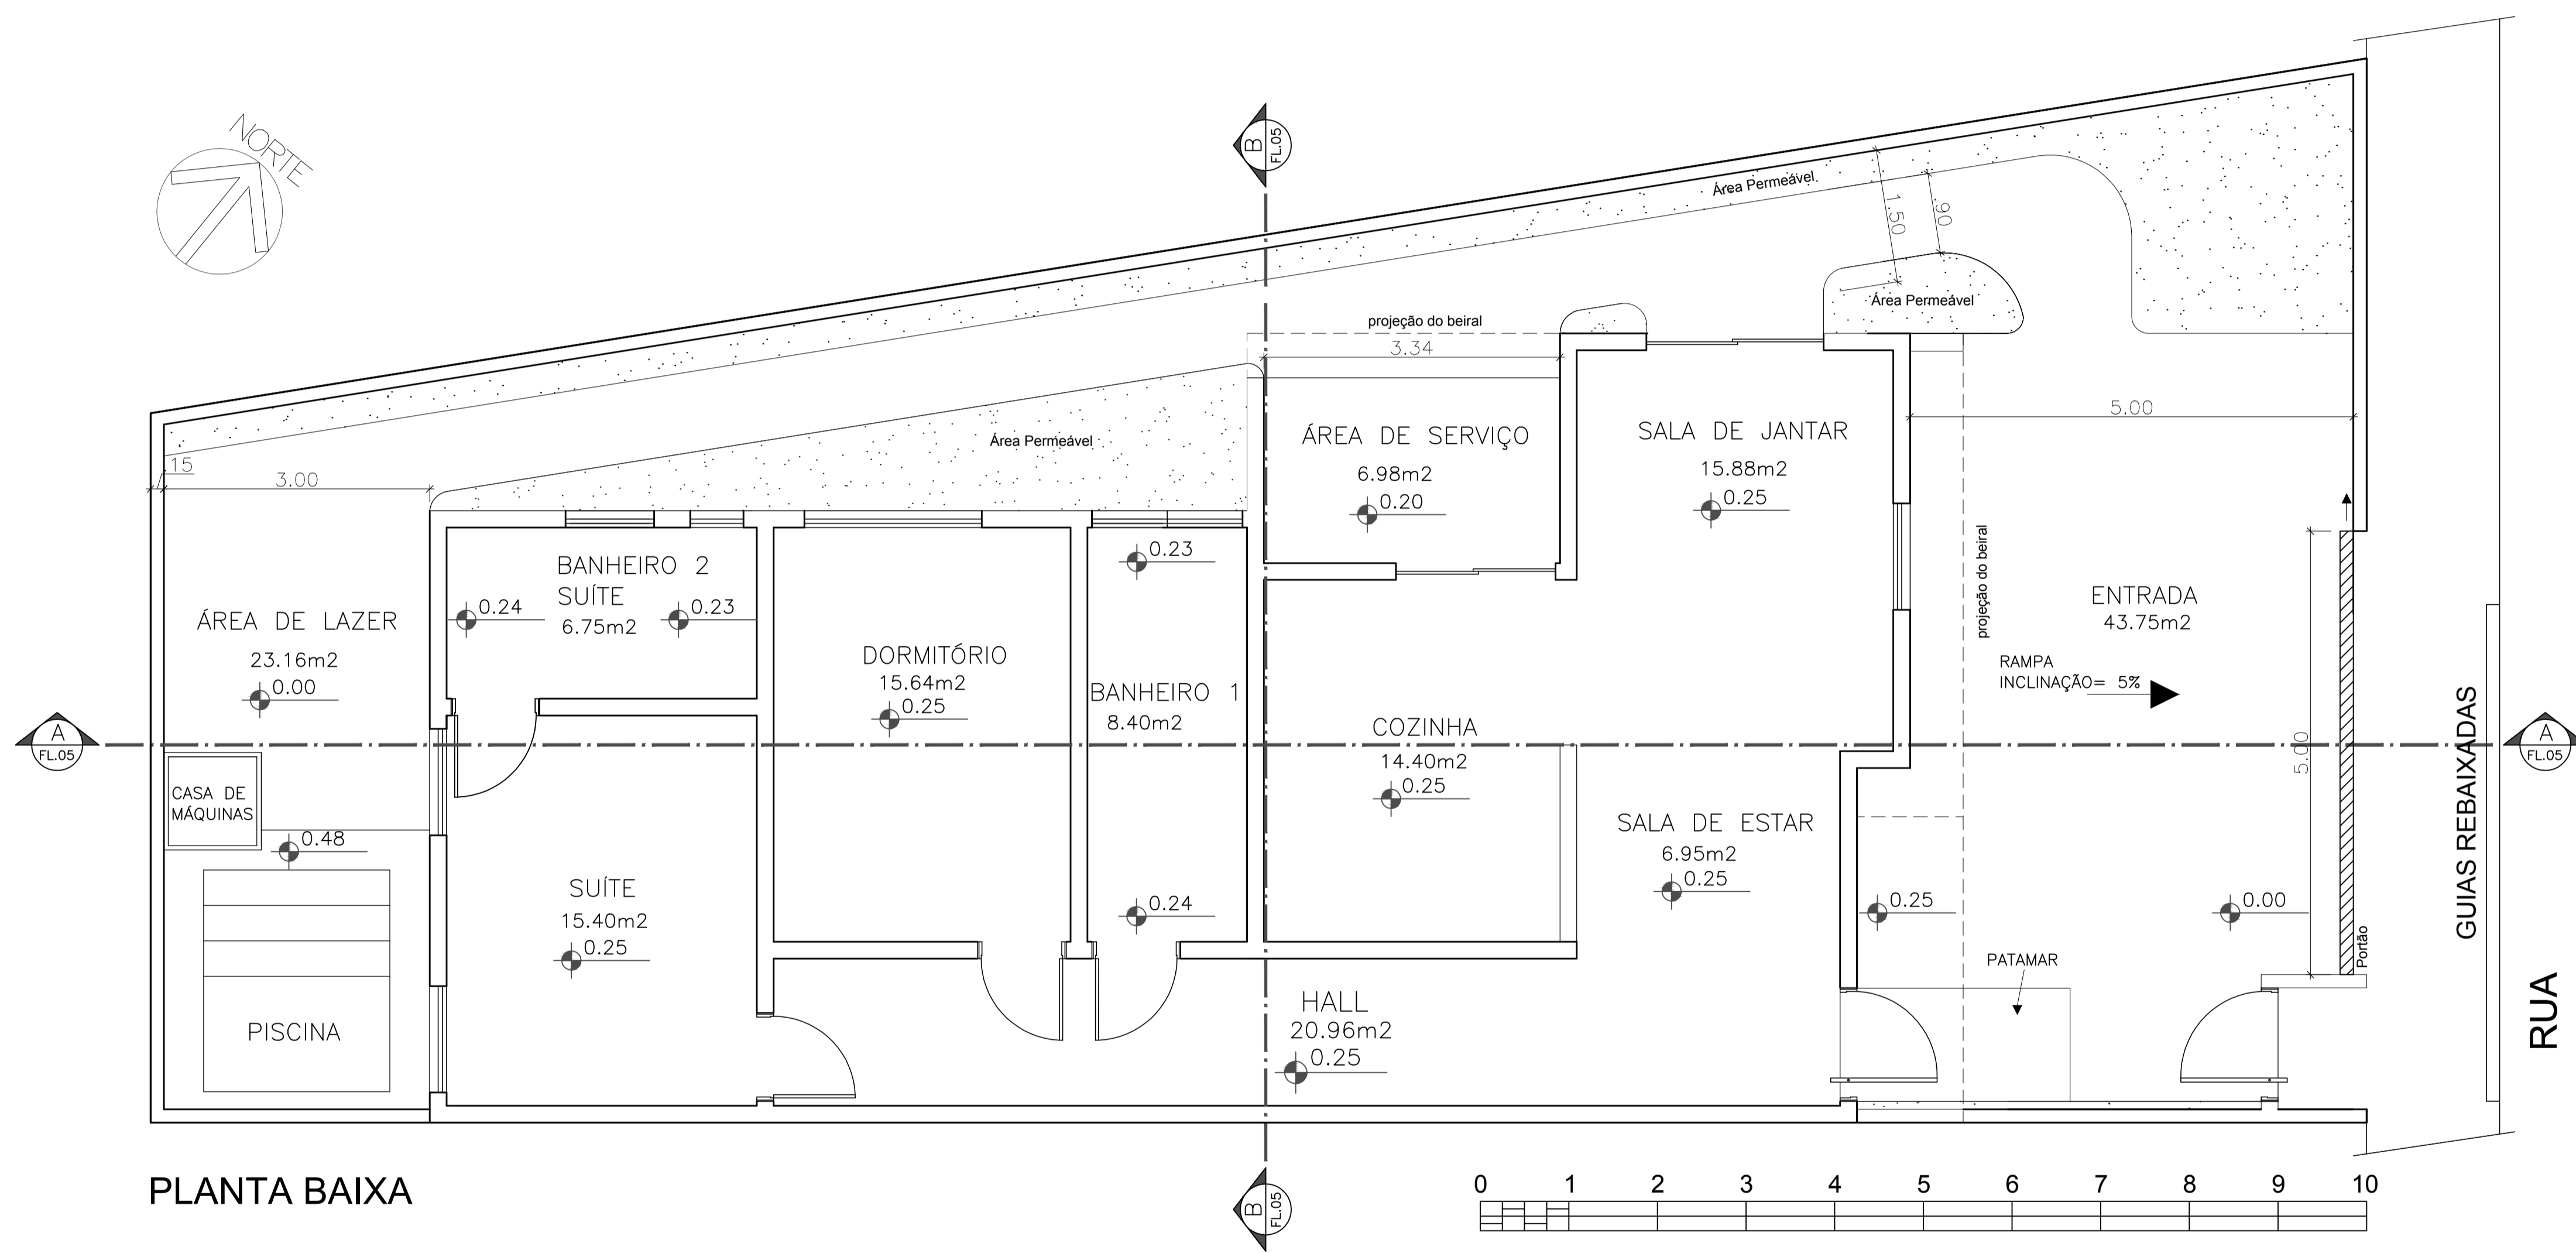 NORTE
B
FL.05
Área Permeável
1.50
.90
Área Permeável
projeção do beiral
3.34
5.00
Área Permeável
.15
3.00
ÁREA DE SERVIÇO
6.98m2
0.20
SALA DE JANTAR
15.88m2
0.25
BANHEIRO 2
SUÍTE
6.75m2
0.24
0.23
0.23
ÁREA DE LAZER
23.16m2
0.00
DORMITÓRIO
15.64m2
0.25
BANHEIRO 1
8.40m2
0.24
projeção do beiral
ENTRADA
43.75m2
RAMPA
INCLINAÇÃO= 5%
A
FL.05
COZINHA
14.40m2
0.25
5.00
GUIAS REBAIXADAS
A
FL.05
CASA DE
MÁQUINAS
0.48
SALA DE ESTAR
6.95m2
0.25
SUÍTE
15.40m2
0.25
0.25
0.00
Portão
PATAMAR
HALL
20.96m2
0.25
PISCINA
RUA
PLANTA BAIXA
B
FL.05
0 1 2 3 4 5 6 7 8 9 10